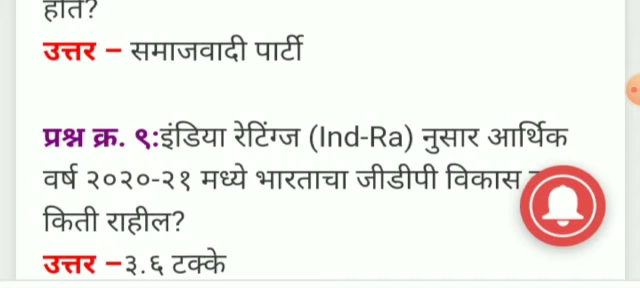 होते?
उत्तर – समाजवादी पार्टी
प्रश्न क्र. ९:इंडिया रेटिंग्ज (Ind-Ra) नुसार आर्थिक
वर्ष २०२०-२१ मध्ये भारताचा जीडीपी विकास
किती राहील?
उत्तर –३.६ टक्के